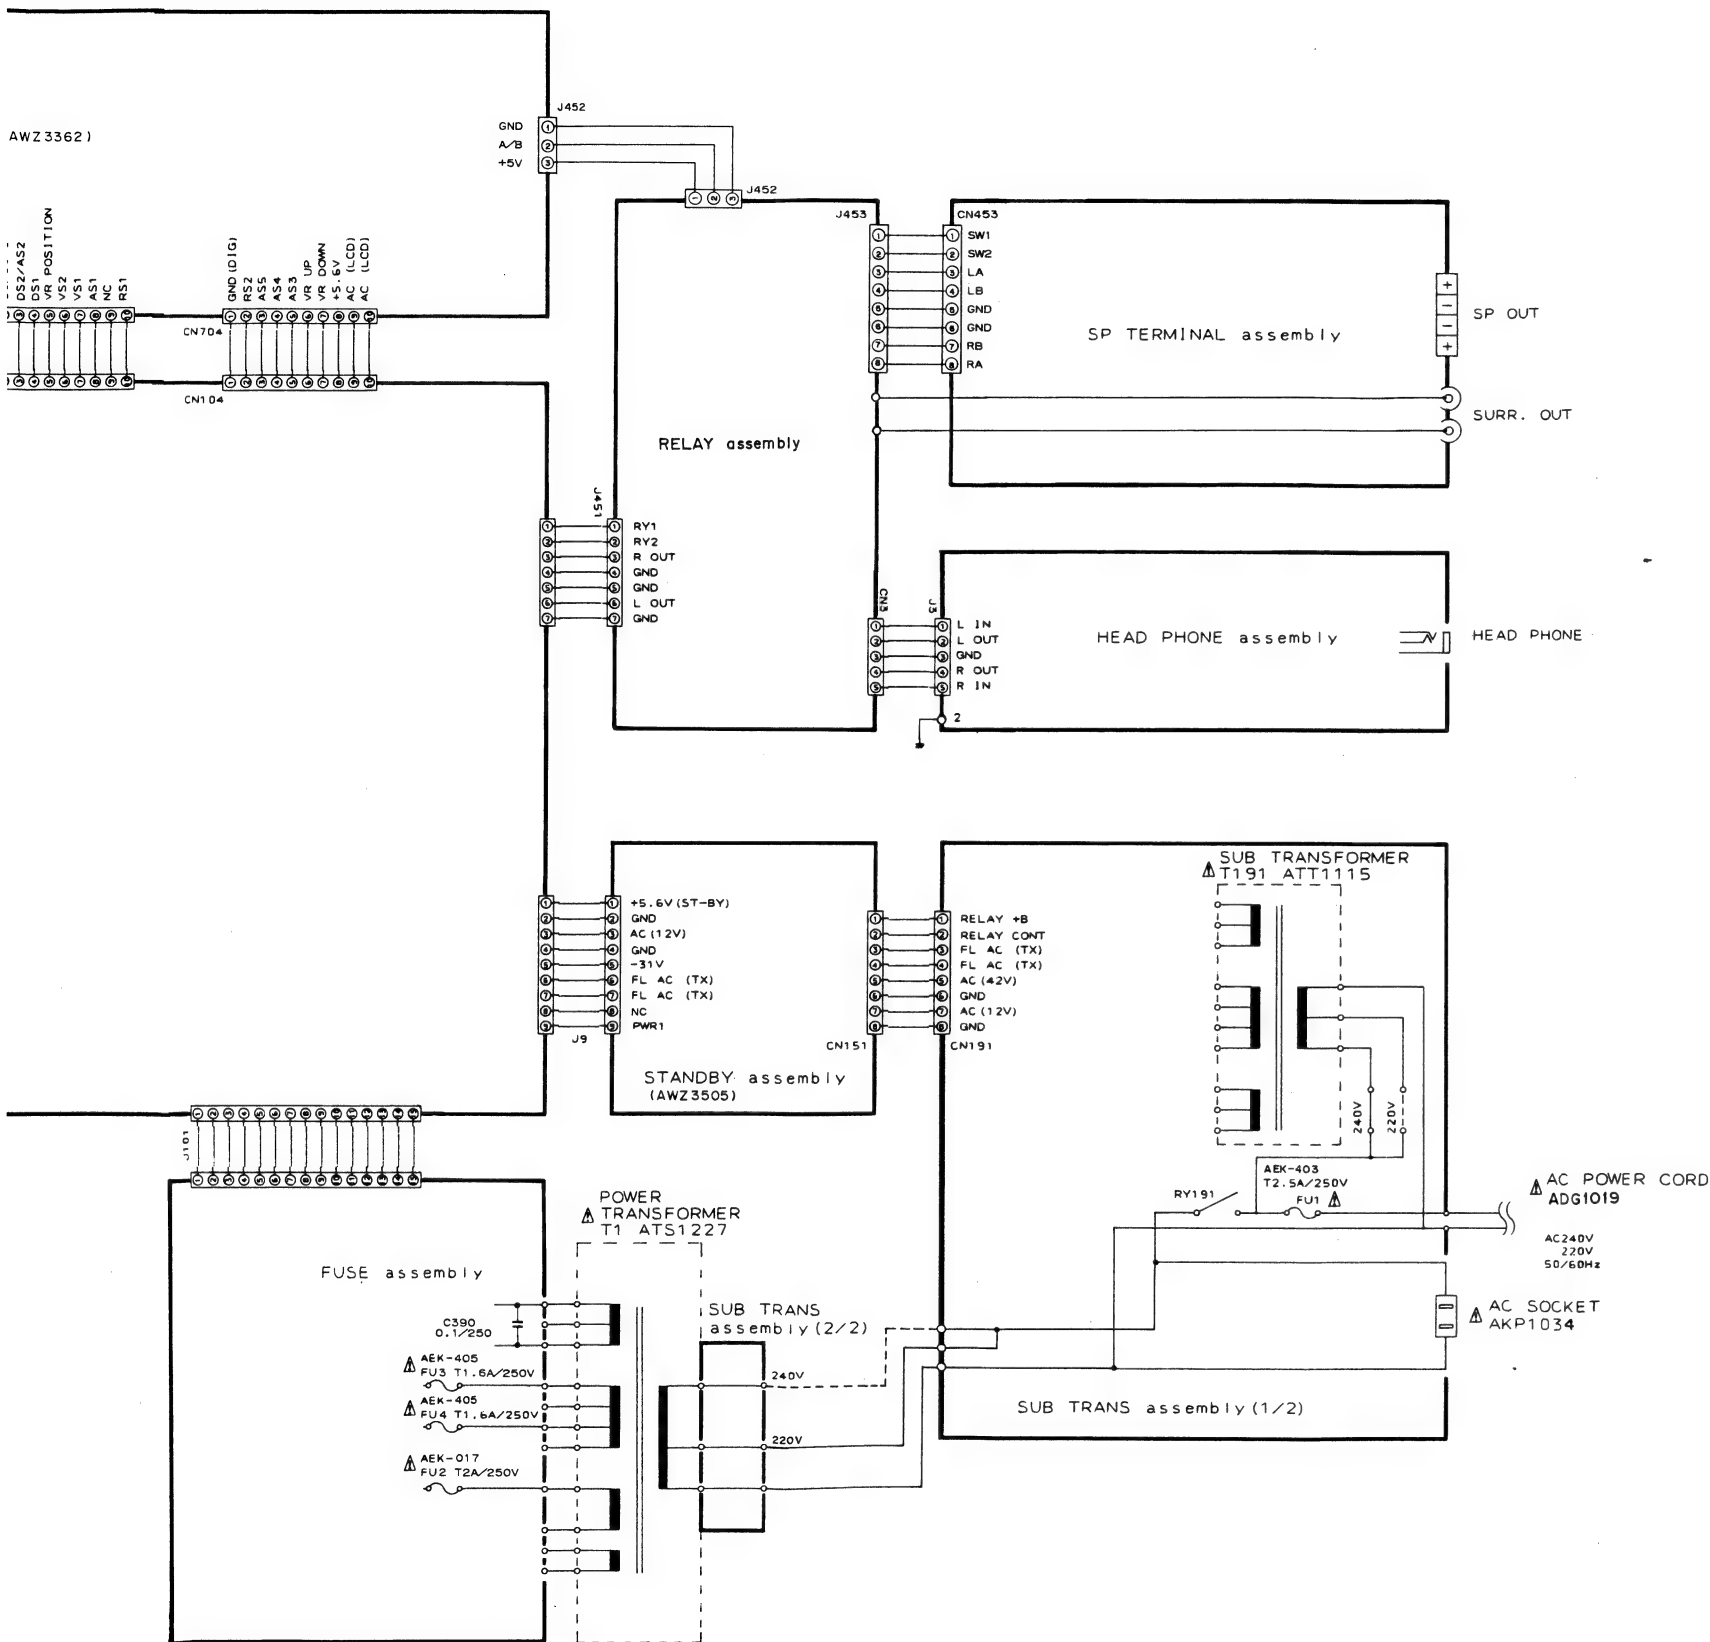 AWZ3362)
J452
GND
A/B
+5V
J452
DS2/AS2
DS1
VR POSITION
VS2
VS1
AS1
NC
RS1
GND (DIG)
RS2
AS5
AS4
AS3
VR UP
VR DOWN
+5.6V
AC (LCD)
AC (LCD)
CN704
CN104
J453
CN453
SW1
SW2
LA
LB
GND
GND
RB
RA
SP TERMINAL assembly
SP OUT
SURR. OUT
RELAY assembly
J451
RY1
RY2
R OUT
GND
GND
L OUT
GND
CN3
J3
L IN
L OUT
GND
R OUT
R IN
2
HEAD PHONE assembly
HEAD PHONE
+5.6V (ST-BY)
GND
AC (12V)
GND
-31V
FL AC (TX)
FL AC (TX)
NC
PWR1
J9
STANDBY assembly
(AWZ3505)
CN151
CN191
RELAY +B
RELAY CONT
FL AC (TX)
FL AC (TX)
AC (42V)
GND
AC (12V)
GND
SUB TRANSFORMER
T191 ATT1115
240V
220V
AEK-403
T2.5A/250V
FU1
RY191
AC POWER CORD
ADG1019
AC240V
220V
50/60Hz
AC SOCKET
AKP1034
SUB TRANS assembly (1/2)
J101
FUSE assembly
POWER
TRANSFORMER
T1 ATS1227
C390
0.1/250
AEK-405
FU3 T1.6A/250V
AEK-405
FU4 T1.6A/250V
AEK-017
FU2 T2A/250V
SUB TRANS
assembly (2/2)
240V
220V